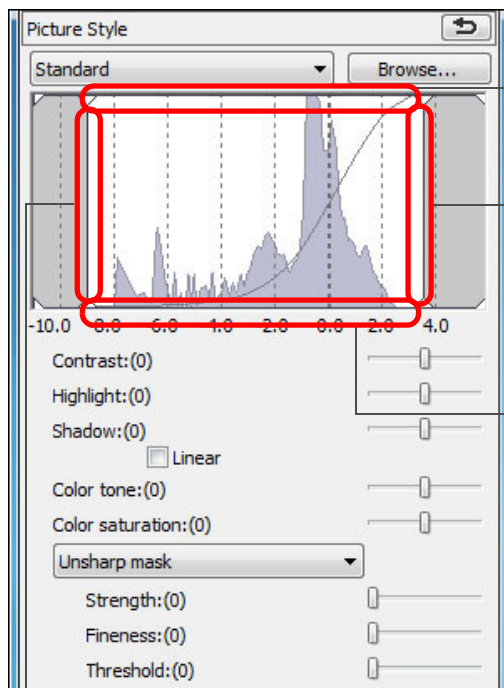 Picture Style
Standard Browse...
-10.0 -8.0 -6.0 -4.0 -2.0 0.0 2.0 4.0
Contrast:(0)
Highlight:(0)
Shadow:(0)
Linear
Color tone:(0)
Color saturation:(0)
Unsharp mask
Strength:(0)
Fineness:(0)
Threshold:(0)